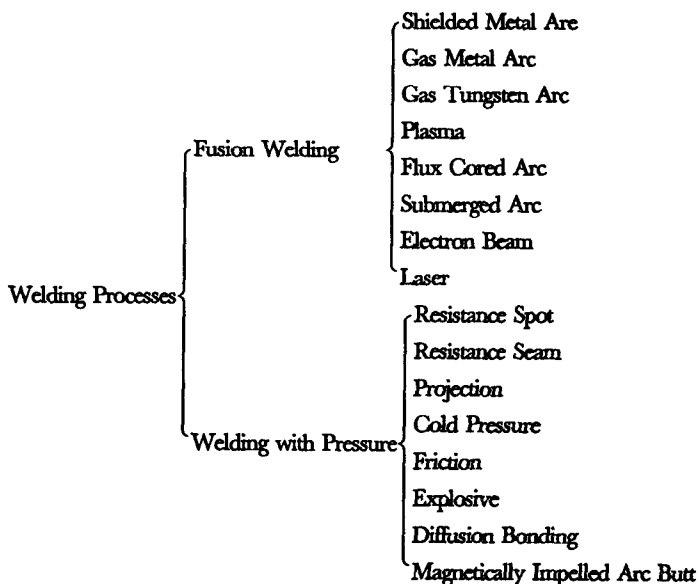 Shielded Metal Are
Gas Metal Arc
Gas Tungsten Arc
Plasma
Fusion Welding
Flux Cored Arc
Submerged Arc
Electron Beam
Laser
Welding Processes
Resistance Spot
Resistance Seam
Projection
Cold Pressure
Welding with Pressure
Friction
Explosive
Diffusion Bonding
Magnetically Impelled Arc Butt